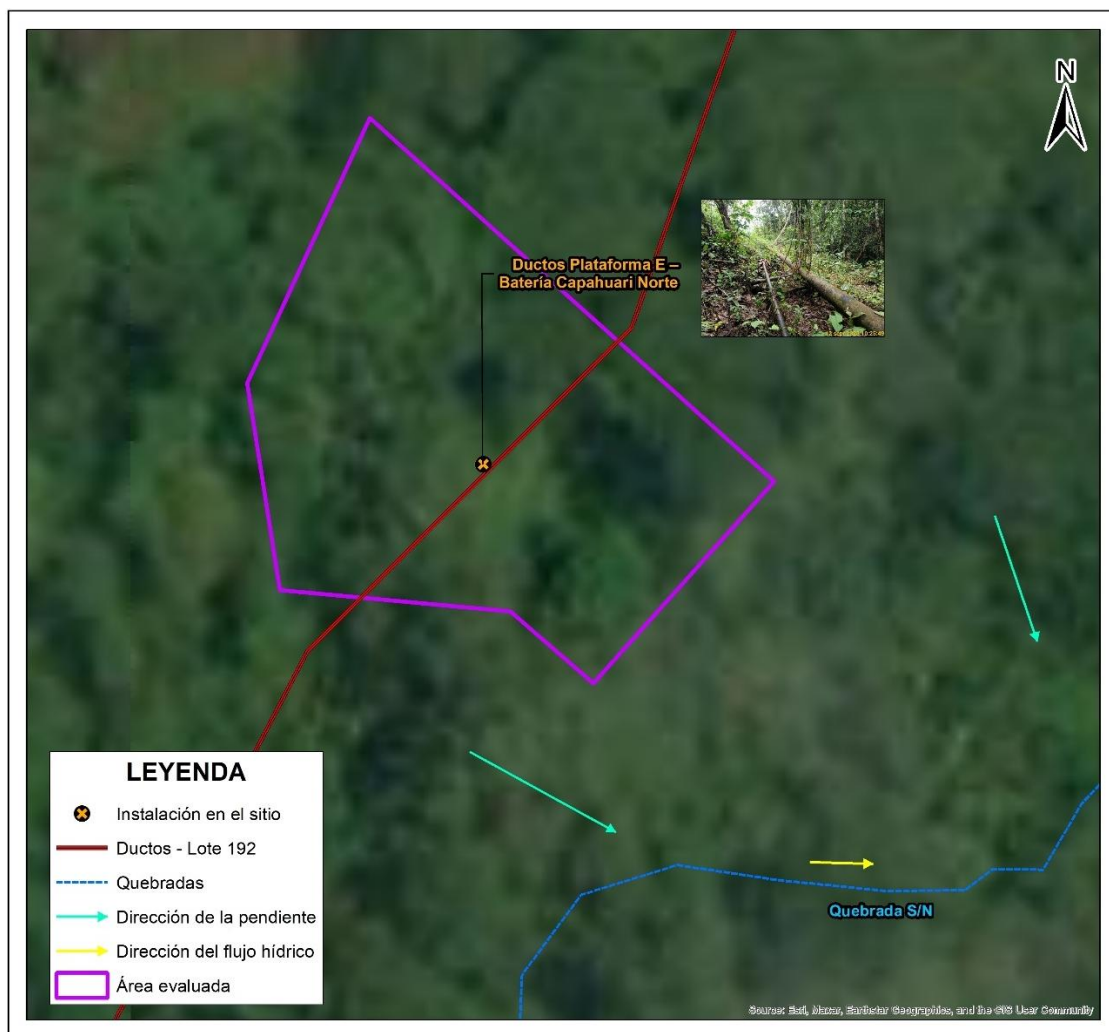 N
Ductos Plataforma E –
Batería Capahuari Norte
LEYENDA
Instalación en el sitio
Ductos - Lote 192
Quebradas
Dirección de la pendiente
Dirección del flujo hídrico
Área evaluada
Quebrada S/N
Source: Esri, Maxar, Earthstar Geographics, and the GIS User Community